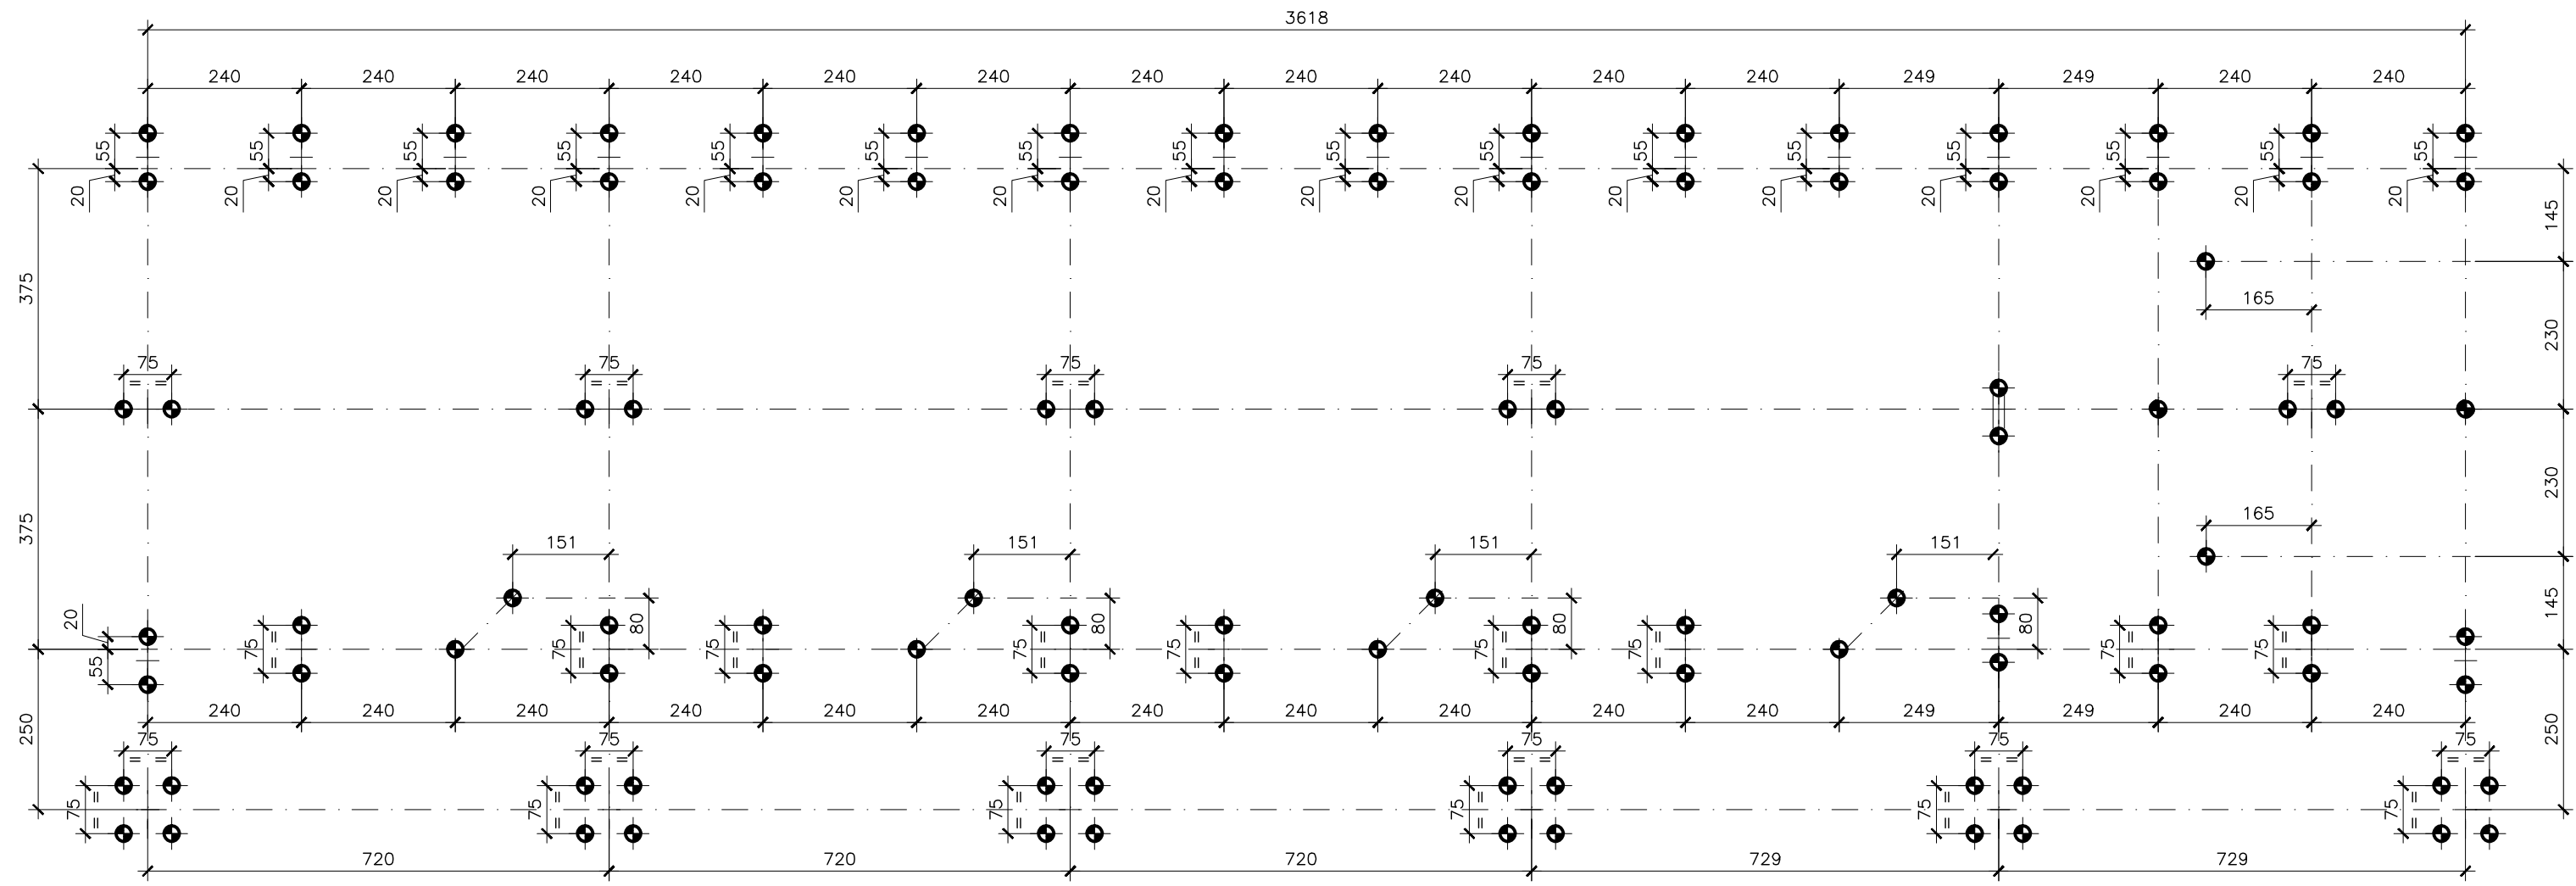 3618
240 240 240 240 240 240 240 240 240 240 240 249 249 240 240
55 55 55 55 55 55 55 55 55 55 55 55 55 55 55 55
20 20 20 20 20 20 20 20 20 20 20 20 20 20 20 20
145
375
165
230
75 75 75 75 75
= = = = = = = = = =
230
165
375
151 151 151 151
145
20
80 80 80 80
75 75 75 75 75 75 75 75 75
= = = = = = = = =
= = = = = = = = =
55
240 240 240 240 240 240 240 240 240 240 240 249 249 240 240
250 250
75 75 75 75 75 75
= = = = = = = = = = = =
75 75 75 75 75 75
= = = = = =
= = = = = =
720 720 720 729 729